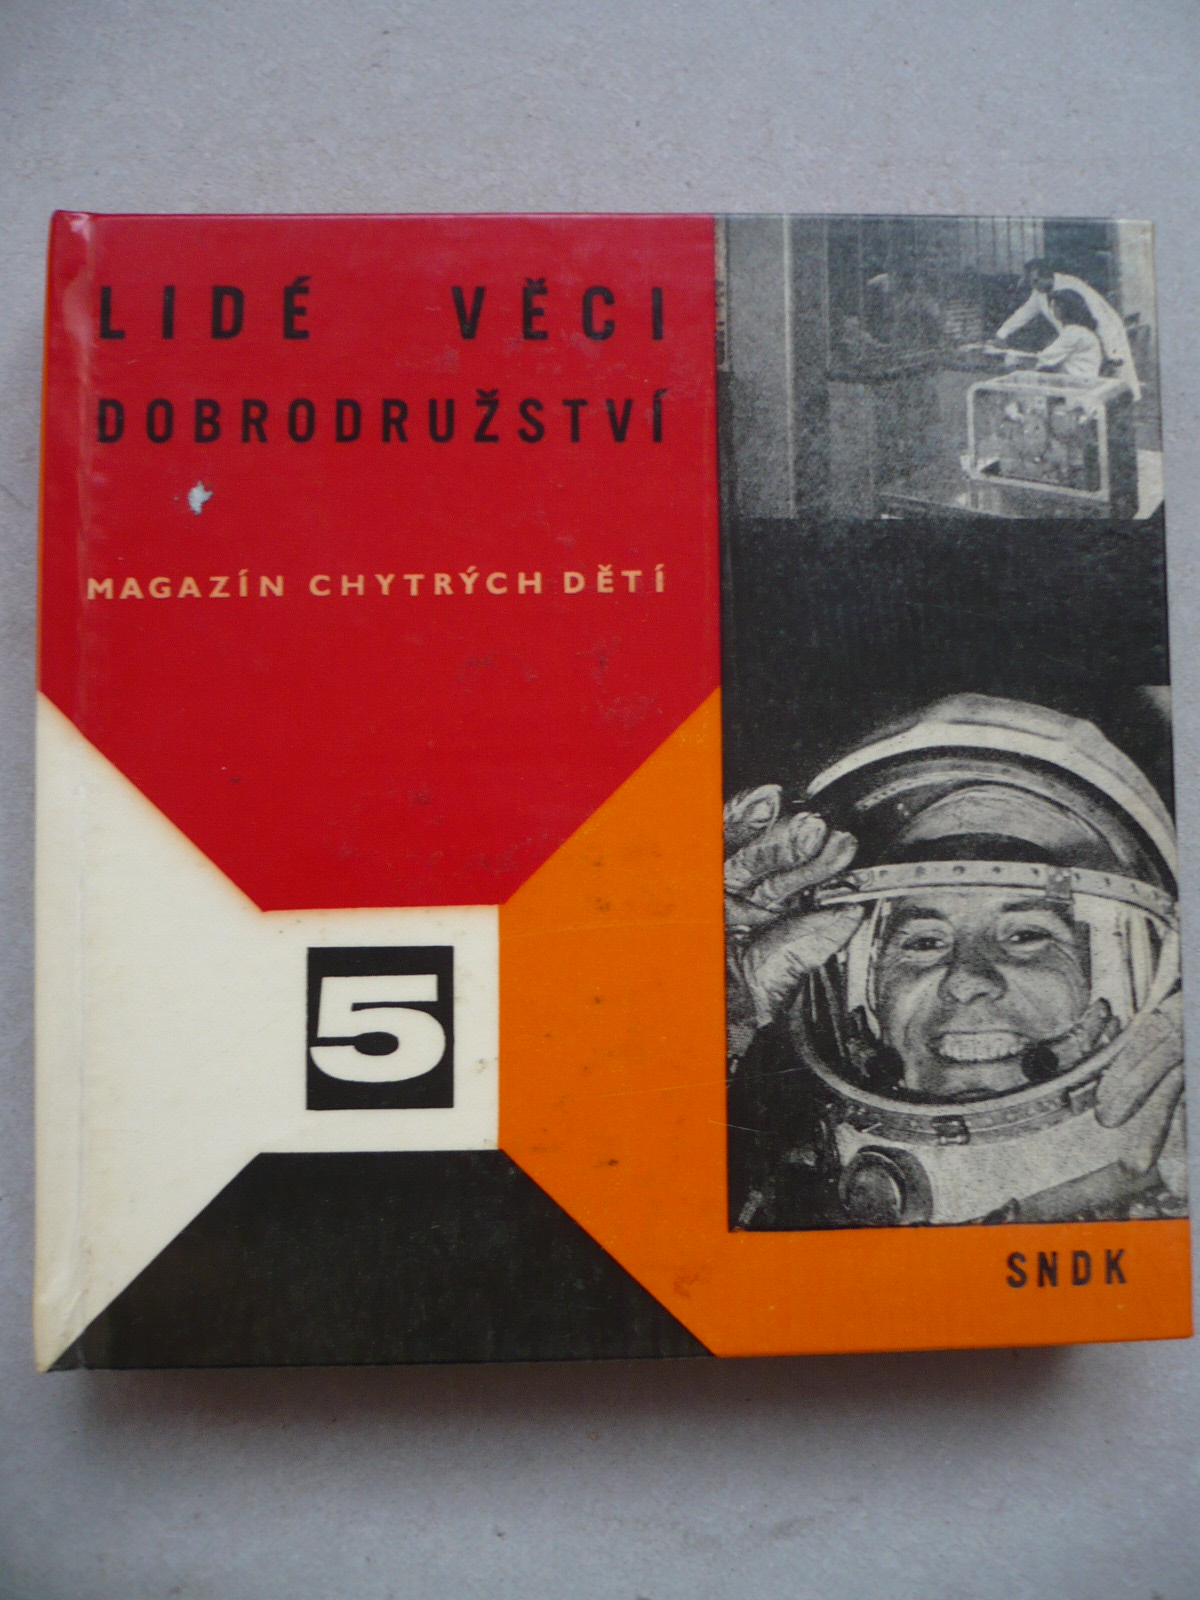 LIDÉ VĚCI
DOBRODRUŽSTVÍ
MAGAZÍN CHYTRÝCH DĚTÍ
5
SNDK